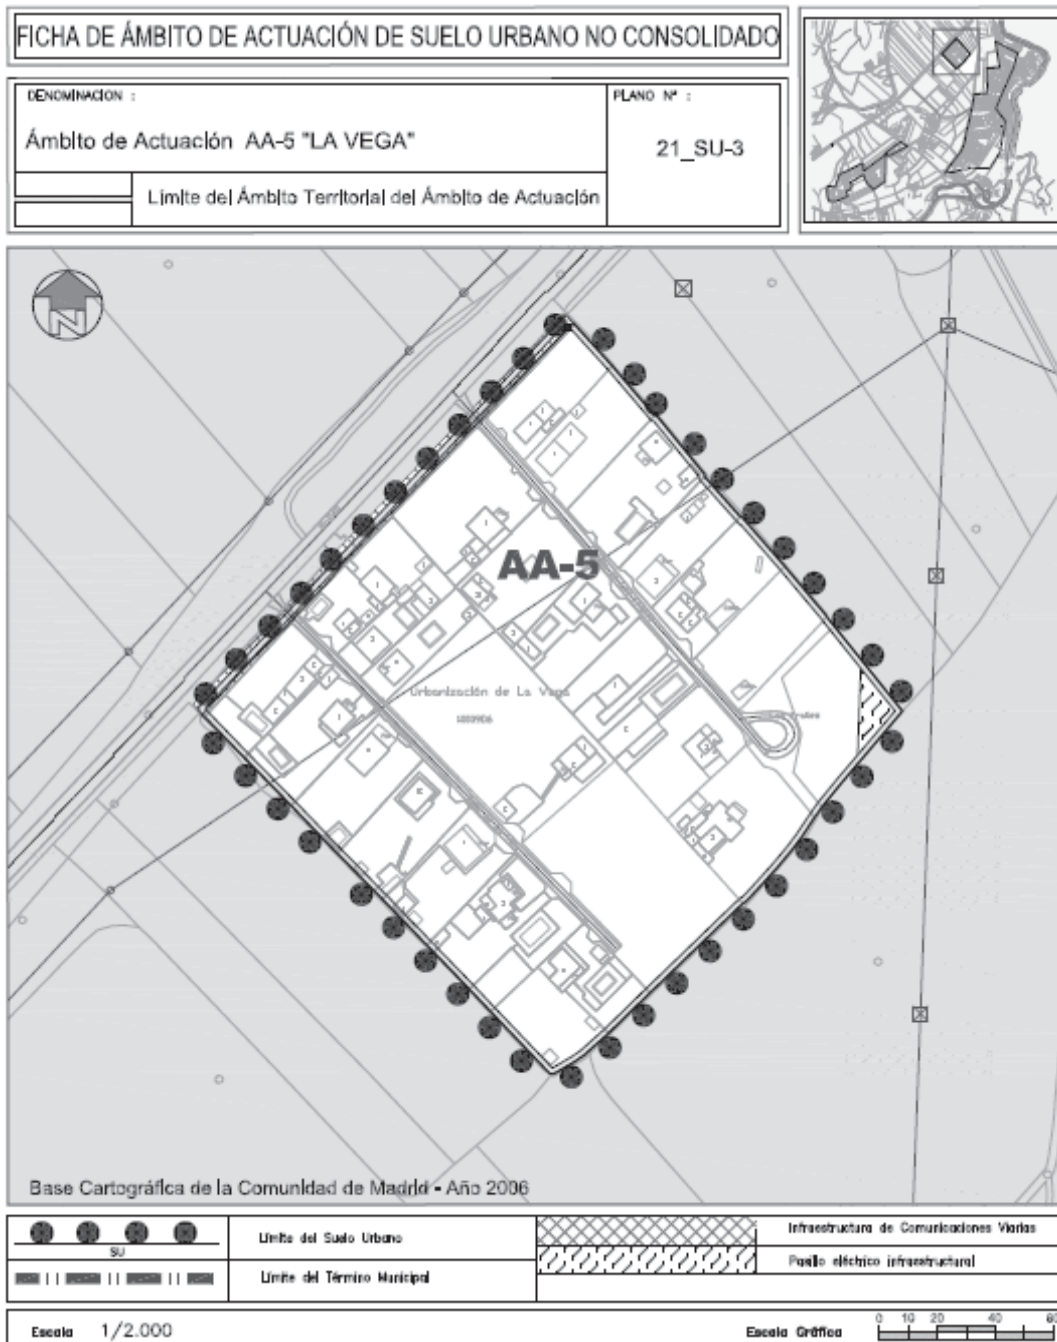 FICHA DE ÁMBITO DE ACTUACIÓN DE SUELO URBANO NO CONSOLIDADO
DENOMINACION :
PLANO Nº :
Ámbito de Actuación AA-5 "LA VEGA"
21_SU-3
Límite del Ámbito Territorial del Ámbito de Actuación
N
AA-5
Urbanización de La Vega
Base Cartográfica de la Comunidad de Madrid - Año 2006
SU
Límite del Suelo Urbano
Límite del Término Municipal
Infraestructura de Comunicaciones Viarias
Pasillo eléctrico infraestructural
Escala 1/2.000
Escala Gráfica
0 10 20 40 60